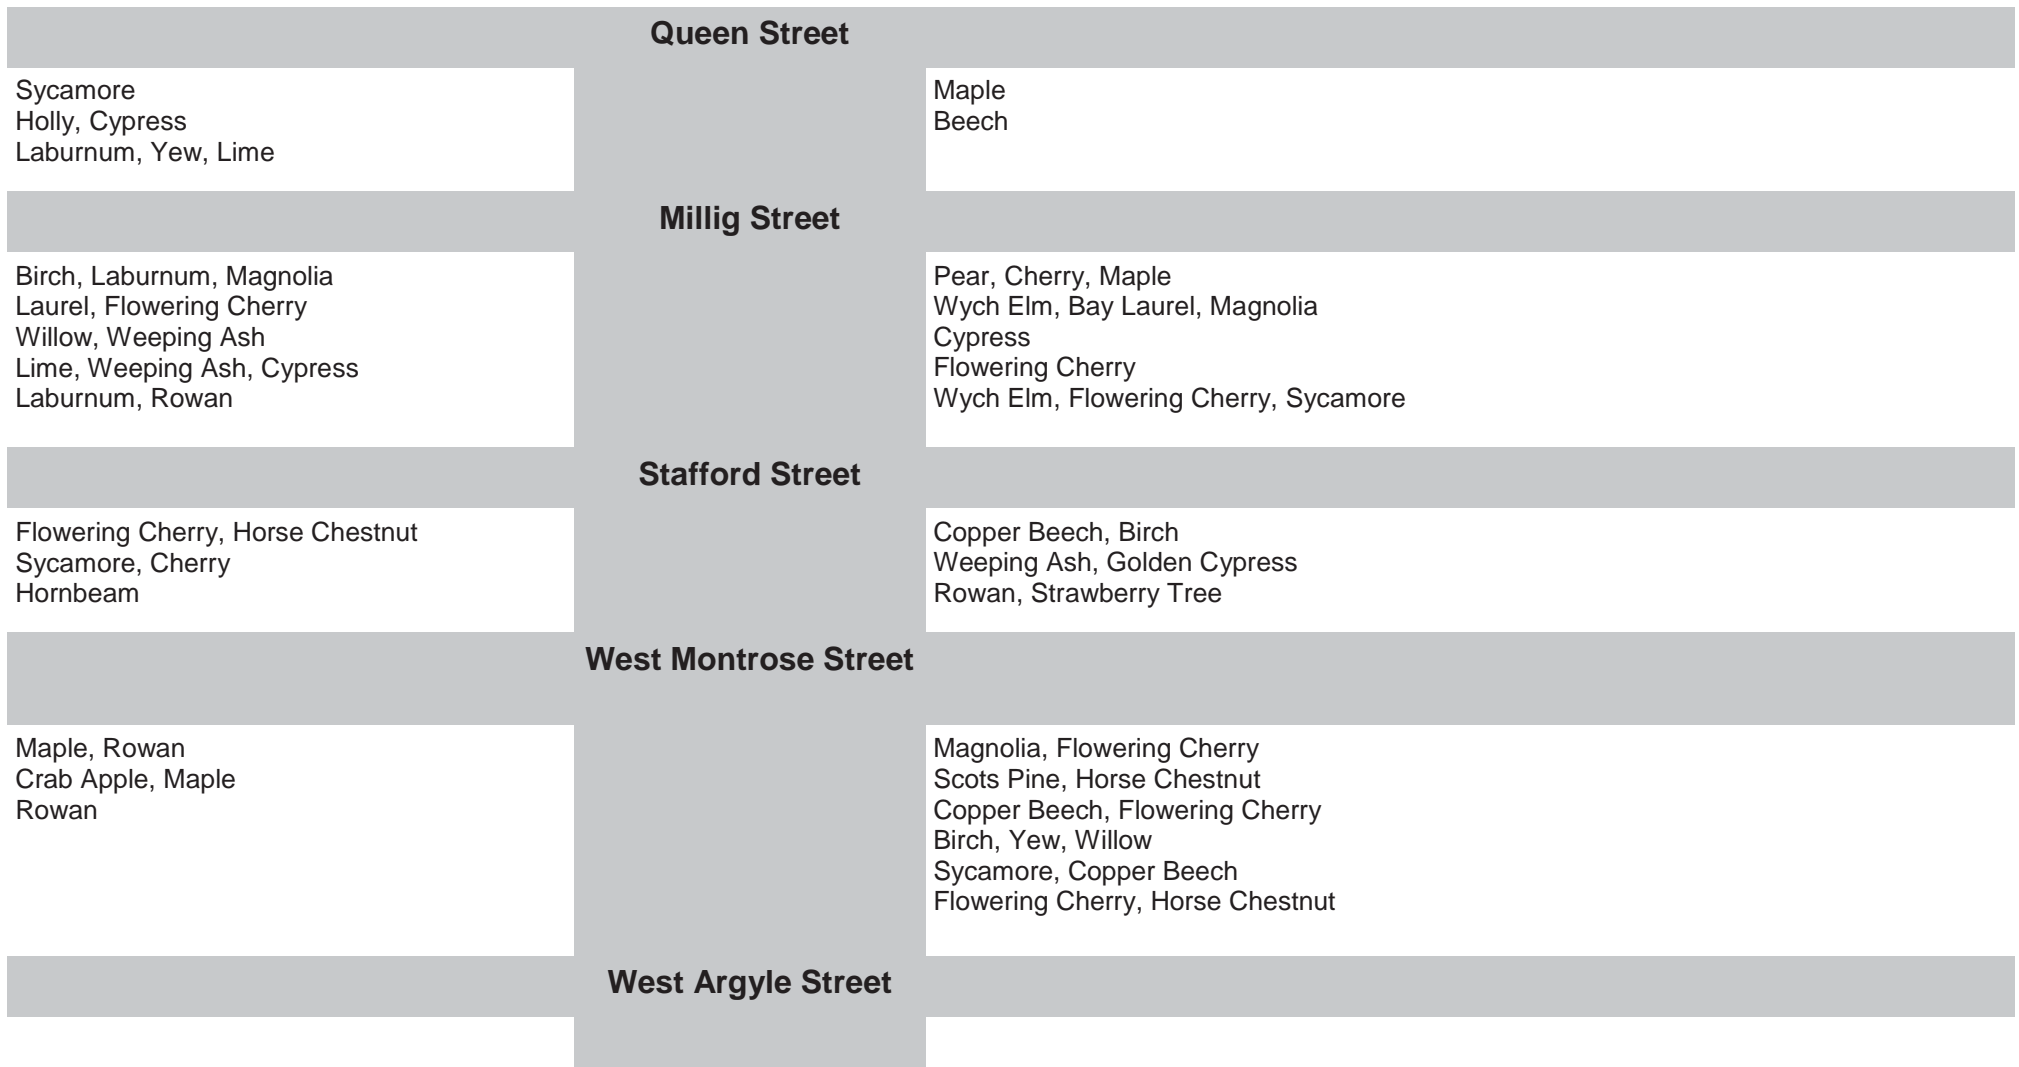 Queen Street
Sycamore
Holly, Cypress
Laburnum, Yew, Lime
Maple
Beech
Millig Street
Birch, Laburnum, Magnolia
Laurel, Flowering Cherry
Willow, Weeping Ash
Lime, Weeping Ash, Cypress
Laburnum, Rowan
Pear, Cherry, Maple
Wych Elm, Bay Laurel, Magnolia
Cypress
Flowering Cherry
Wych Elm, Flowering Cherry, Sycamore
Stafford Street
Flowering Cherry, Horse Chestnut
Sycamore, Cherry
Hornbeam
Copper Beech, Birch
Weeping Ash, Golden Cypress
Rowan, Strawberry Tree
West Montrose Street
Maple, Rowan
Crab Apple, Maple
Rowan
Magnolia, Flowering Cherry
Scots Pine, Horse Chestnut
Copper Beech, Flowering Cherry
Birch, Yew, Willow
Sycamore, Copper Beech
Flowering Cherry, Horse Chestnut
West Argyle Street